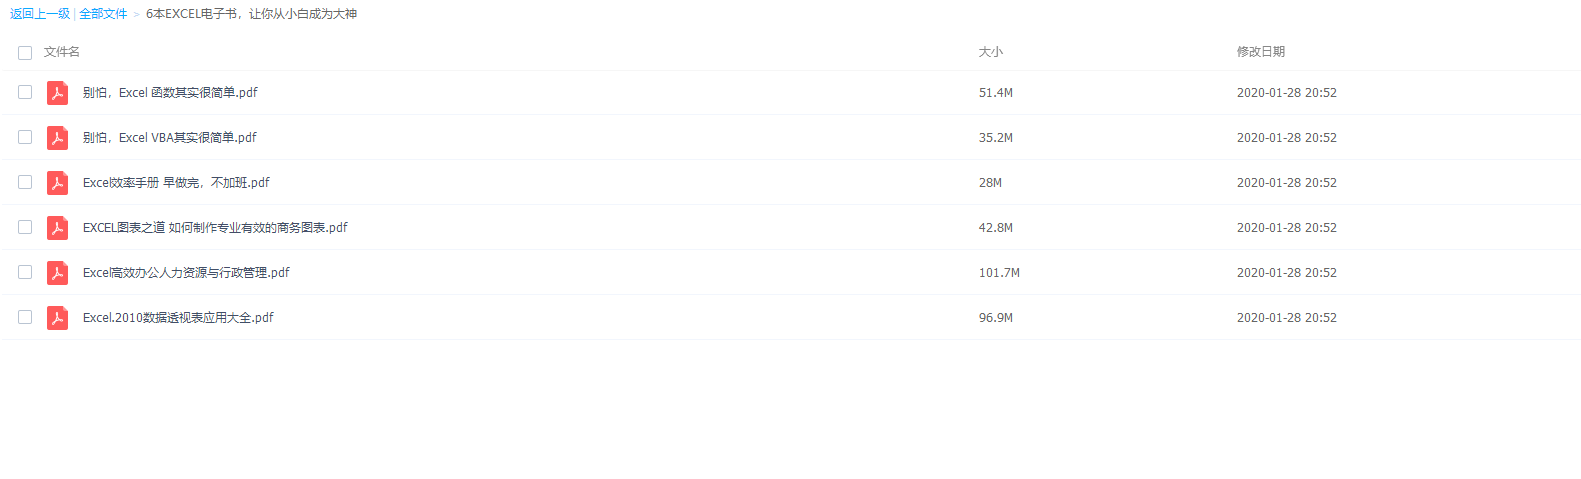 返回上一级 | 全部文件 > 6本EXCEL电子书，让你从小白成为大神
文件名 大小 修改日期
别怕，Excel 函数其实很简单.pdf 51.4M 2020-01-28 20:52
别怕，Excel VBA其实很简单.pdf 35.2M 2020-01-28 20:52
Excel效率手册 早做完，不加班.pdf 28M 2020-01-28 20:52
EXCEL图表之道 如何制作专业有效的商务图表.pdf 42.8M 2020-01-28 20:52
Excel高效办公人力资源与行政管理.pdf 101.7M 2020-01-28 20:52
Excel.2010数据透视表应用大全.pdf 96.9M 2020-01-28 20:52